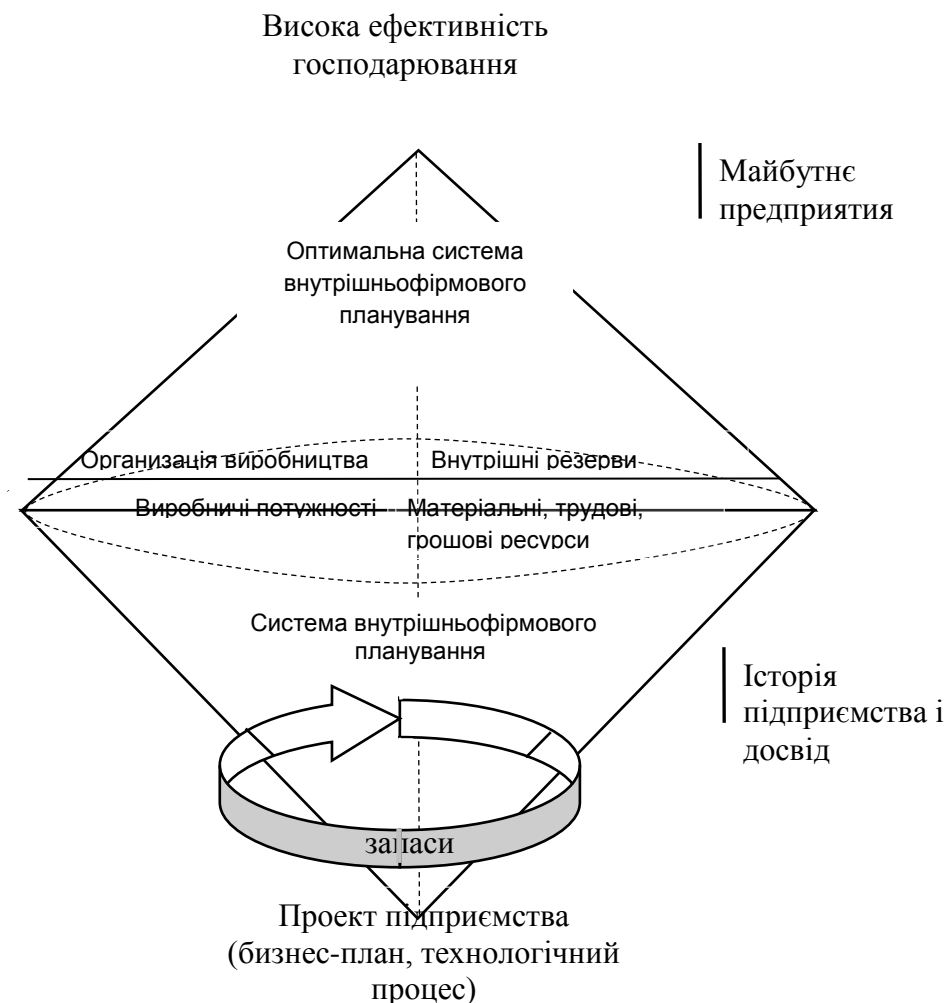 Висока ефективність
господарювання
Майбутнє
предприятия
Оптимальна система
внутрішньофірмового
планування
Организація виробництва
Внутрішні резерви
Виробничі потужності
Матеріальні, трудові,
грошові ресурси
Система внутрішньофірмового
планування
Історія
підприємства і
досвід
запаси
Проект підприємства
(бизнес-план, технологічний
процес)